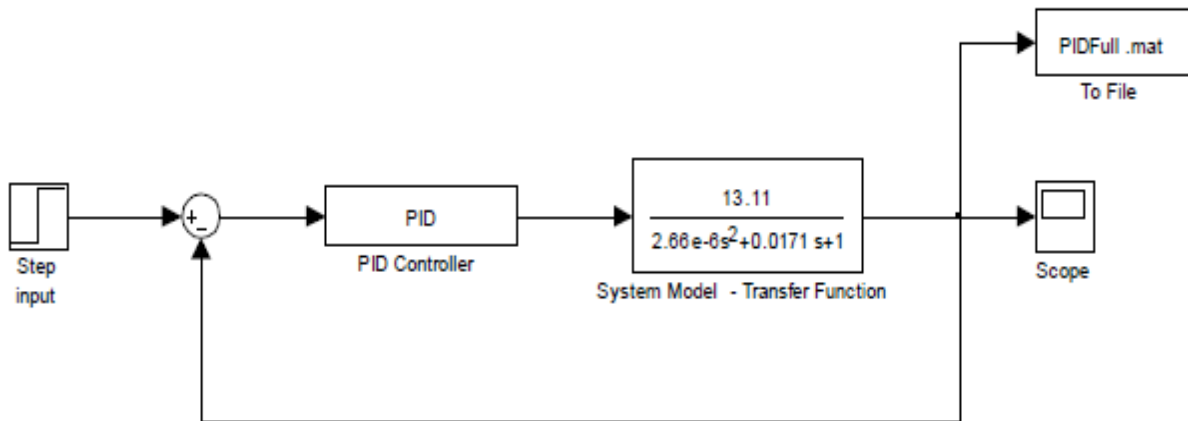 PIDFull .mat
To File
+
−
PID
PID Controller
13.11
2.66e-6s²+0.0171 s+1
System Model - Transfer Function
Step
input
Scope